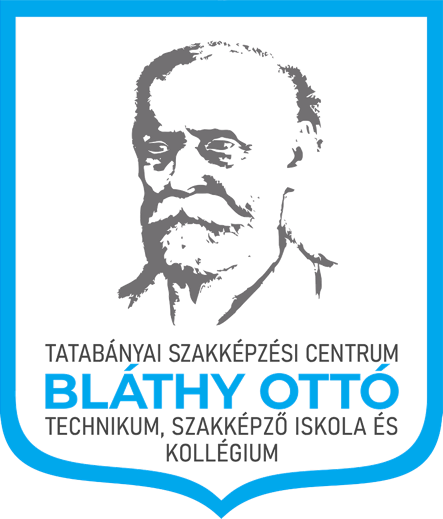 TATABÁNYAI SZAKKÉPZÉSI CENTRUM
BLÁTHY OTTÓ
TECHNIKUM, SZAKKÉPZŐ ISKOLA ÉS
KOLLÉGIUM